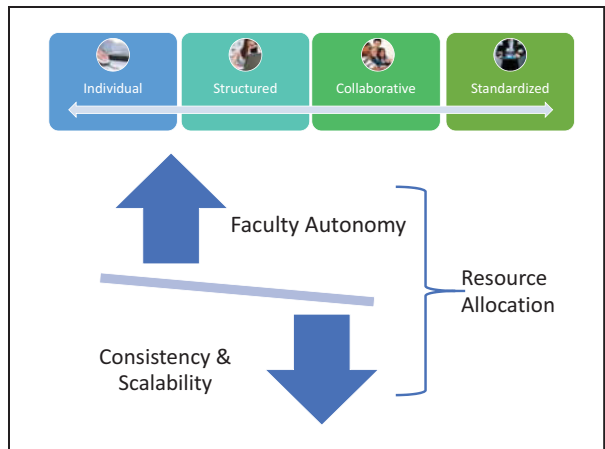 Individual
Structured
Collaborative
Standardized
Faculty Autonomy
Resource
Allocation
Consistency &
Scalability